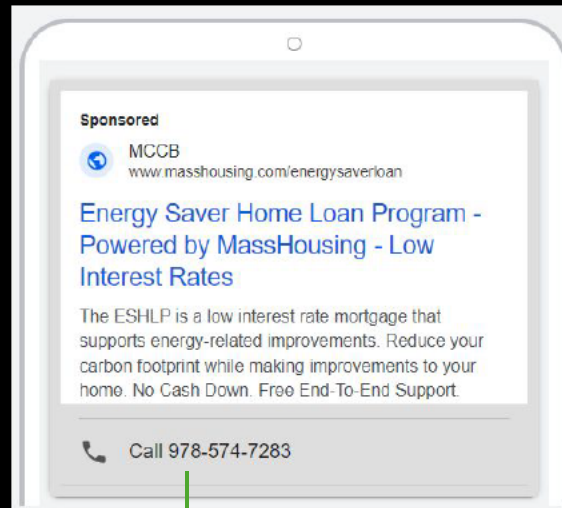 Sponsored
MCCB
www.masshousing.com/energysaverloan
Energy Saver Home Loan Program -
Powered by MassHousing - Low
Interest Rates
The ESHLP is a low interest rate mortgage that
supports energy-related improvements. Reduce your
carbon footprint while making improvements to your
home. No Cash Down. Free End-To-End Support.
Call 978-574-7283